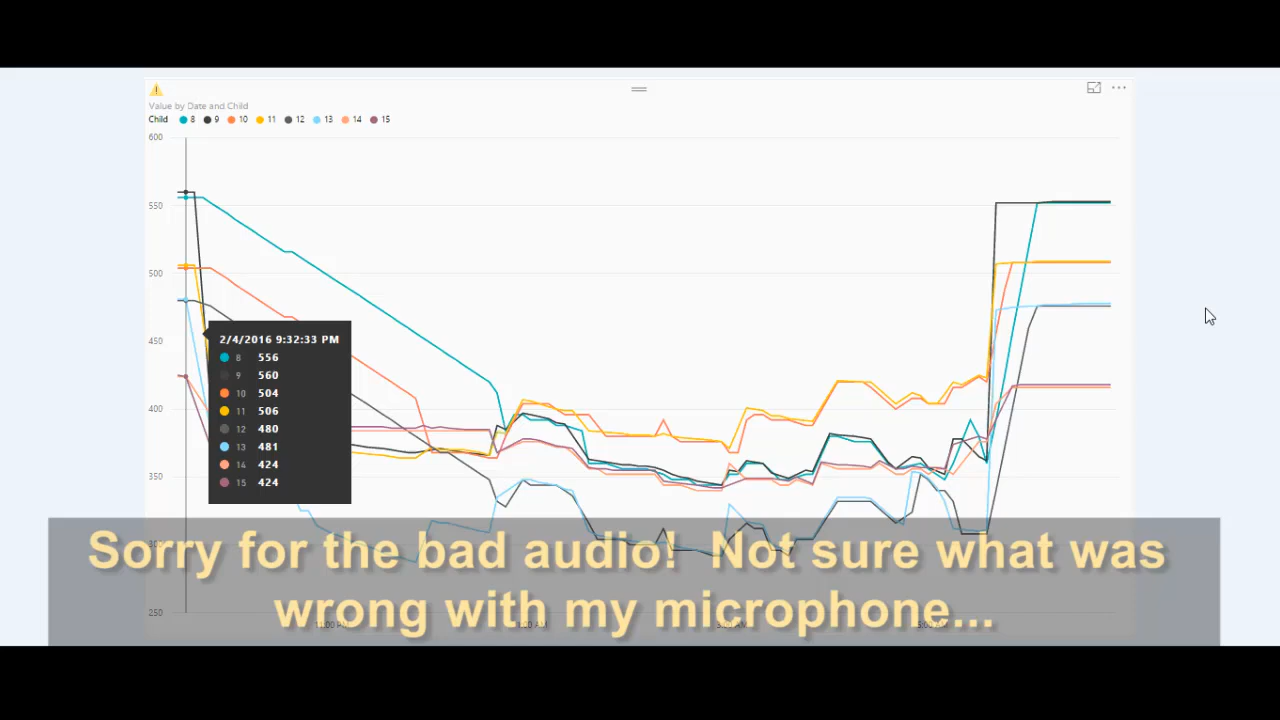 Value by Date and Child
Child 8 9 10 11 12 13 14 15
600
550
500
450
400
350
250
2/4/2016 9:32:33 PM
8 556
9 560
10 504
11 506
12 480
13 481
14 424
15 424
Sorry for the bad audio! Not sure what was
wrong with my microphone...
11:00 PM